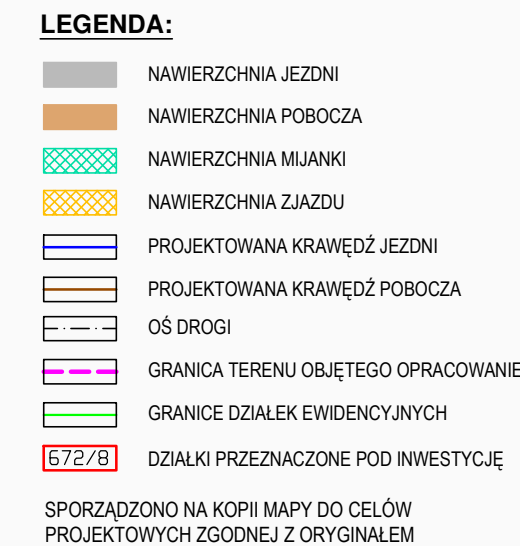 LEGENDA:
NAWIERZCHNIA JEZDNI
NAWIERZCHNIA POBOCZA
NAWIERZCHNIA MIJANKI
NAWIERZCHNIA ZJAZDU
PROJEKTOWANA KRAWĘDŹ JEZDNI
PROJEKTOWANA KRAWĘDŹ POBOCZA
OŚ DROGI
GRANICA TERENU OBJĘTEGO OPRACOWANIE
GRANICE DZIAŁEK EWIDENCYJNYCH
672/8 DZIAŁKI PRZEZNACZONE POD INWESTYCJĘ
SPORZĄDZONO NA KOPII MAPY DO CELÓW
PROJEKTOWYCH ZGODNEJ Z ORYGINAŁEM